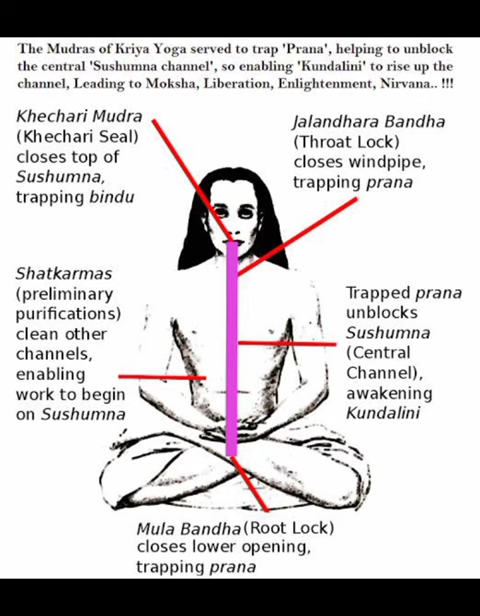 The Mudras of Kriya Yoga served to trap 'Prana', helping to unblock
the central 'Sushumna channel', so enabling 'Kundalini' to rise up the
channel, Leading to Moksha, Liberation, Enlightenment, Nirvana.. !!!
Khechari Mudra
(Khechari Seal)
closes top of
Sushumna,
trapping bindu
Jalandhara Bandha
(Throat Lock)
closes windpipe,
trapping prana
Shatkarmas
(preliminary
purifications)
clean other
channels,
enabling
work to begin
on Sushumna
Trapped prana
unblocks
Sushumna
(Central
Channel),
awakening
Kundalini
Mula Bandha(Root Lock)
closes lower opening,
trapping prana